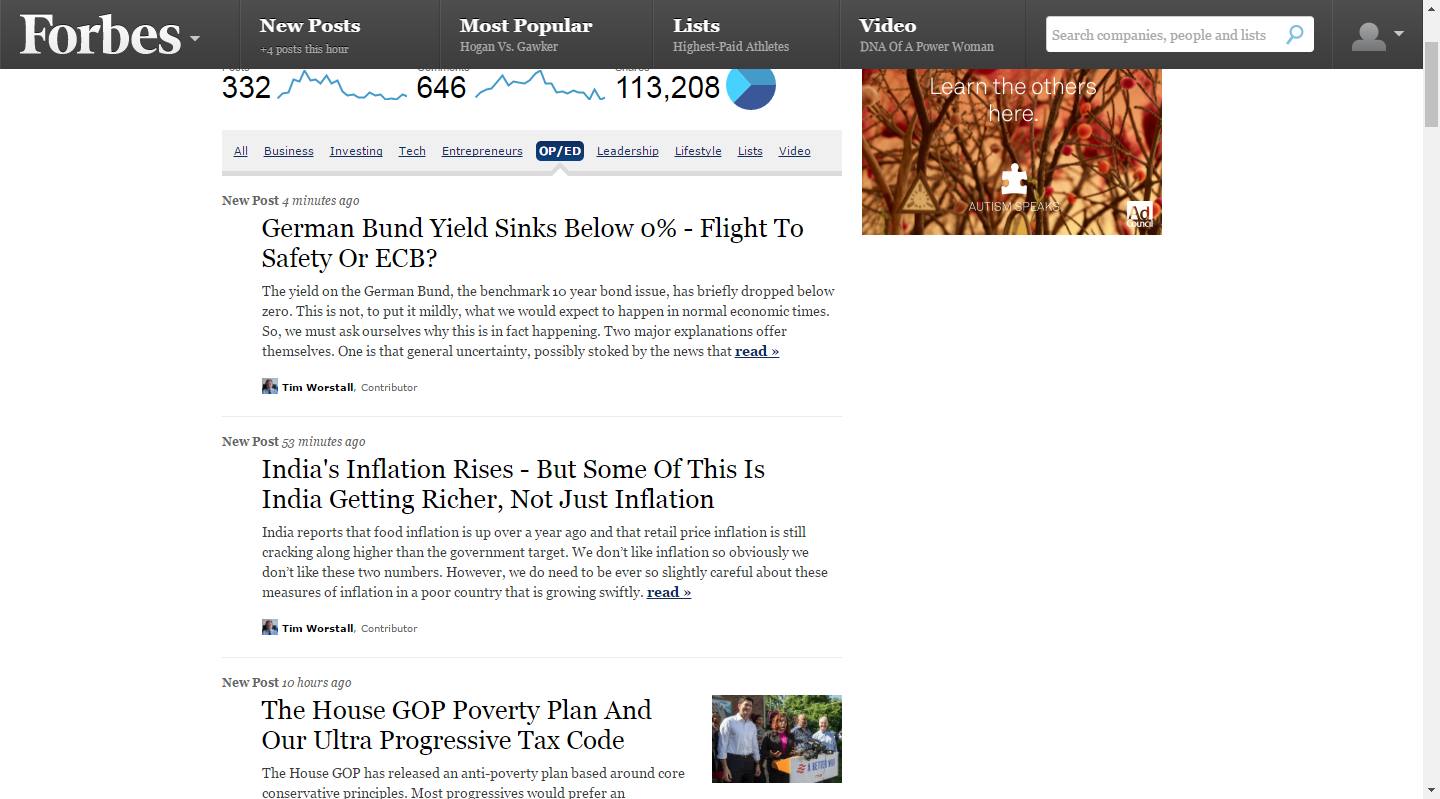 Forbes
New Posts
+4 posts this hour
Most Popular
Hogan Vs. Gawker
Lists
Highest-Paid Athletes
Video
DNA Of A Power Woman
Search companies, people and lists
332
646
113,208
All Business Investing Tech Entrepreneurs OP/ED Leadership Lifestyle Lists Video
Learn the others
here.
AUTISM SPEAKS
Ad
Council
New Post 4 minutes ago
German Bund Yield Sinks Below 0% - Flight To
Safety Or ECB?
The yield on the German Bund, the benchmark 10 year bond issue, has briefly dropped below
zero. This is not, to put it mildly, what we would expect to happen in normal economic times.
So, we must ask ourselves why this is in fact happening. Two major explanations offer
themselves. One is that general uncertainty, possibly stoked by the news that read »
Tim Worstall, Contributor
New Post 53 minutes ago
India's Inflation Rises - But Some Of This Is
India Getting Richer, Not Just Inflation
India reports that food inflation is up over a year ago and that retail price inflation is still
cracking along higher than the government target. We don’t like inflation so obviously we
don’t like these two numbers. However, we do need to be ever so slightly careful about these
measures of inflation in a poor country that is growing swiftly. read »
Tim Worstall, Contributor
New Post 10 hours ago
The House GOP Poverty Plan And
Our Ultra Progressive Tax Code
A BETTER WAY
The House GOP has released an anti-poverty plan based around core
conservative principles. Most progressives would prefer an